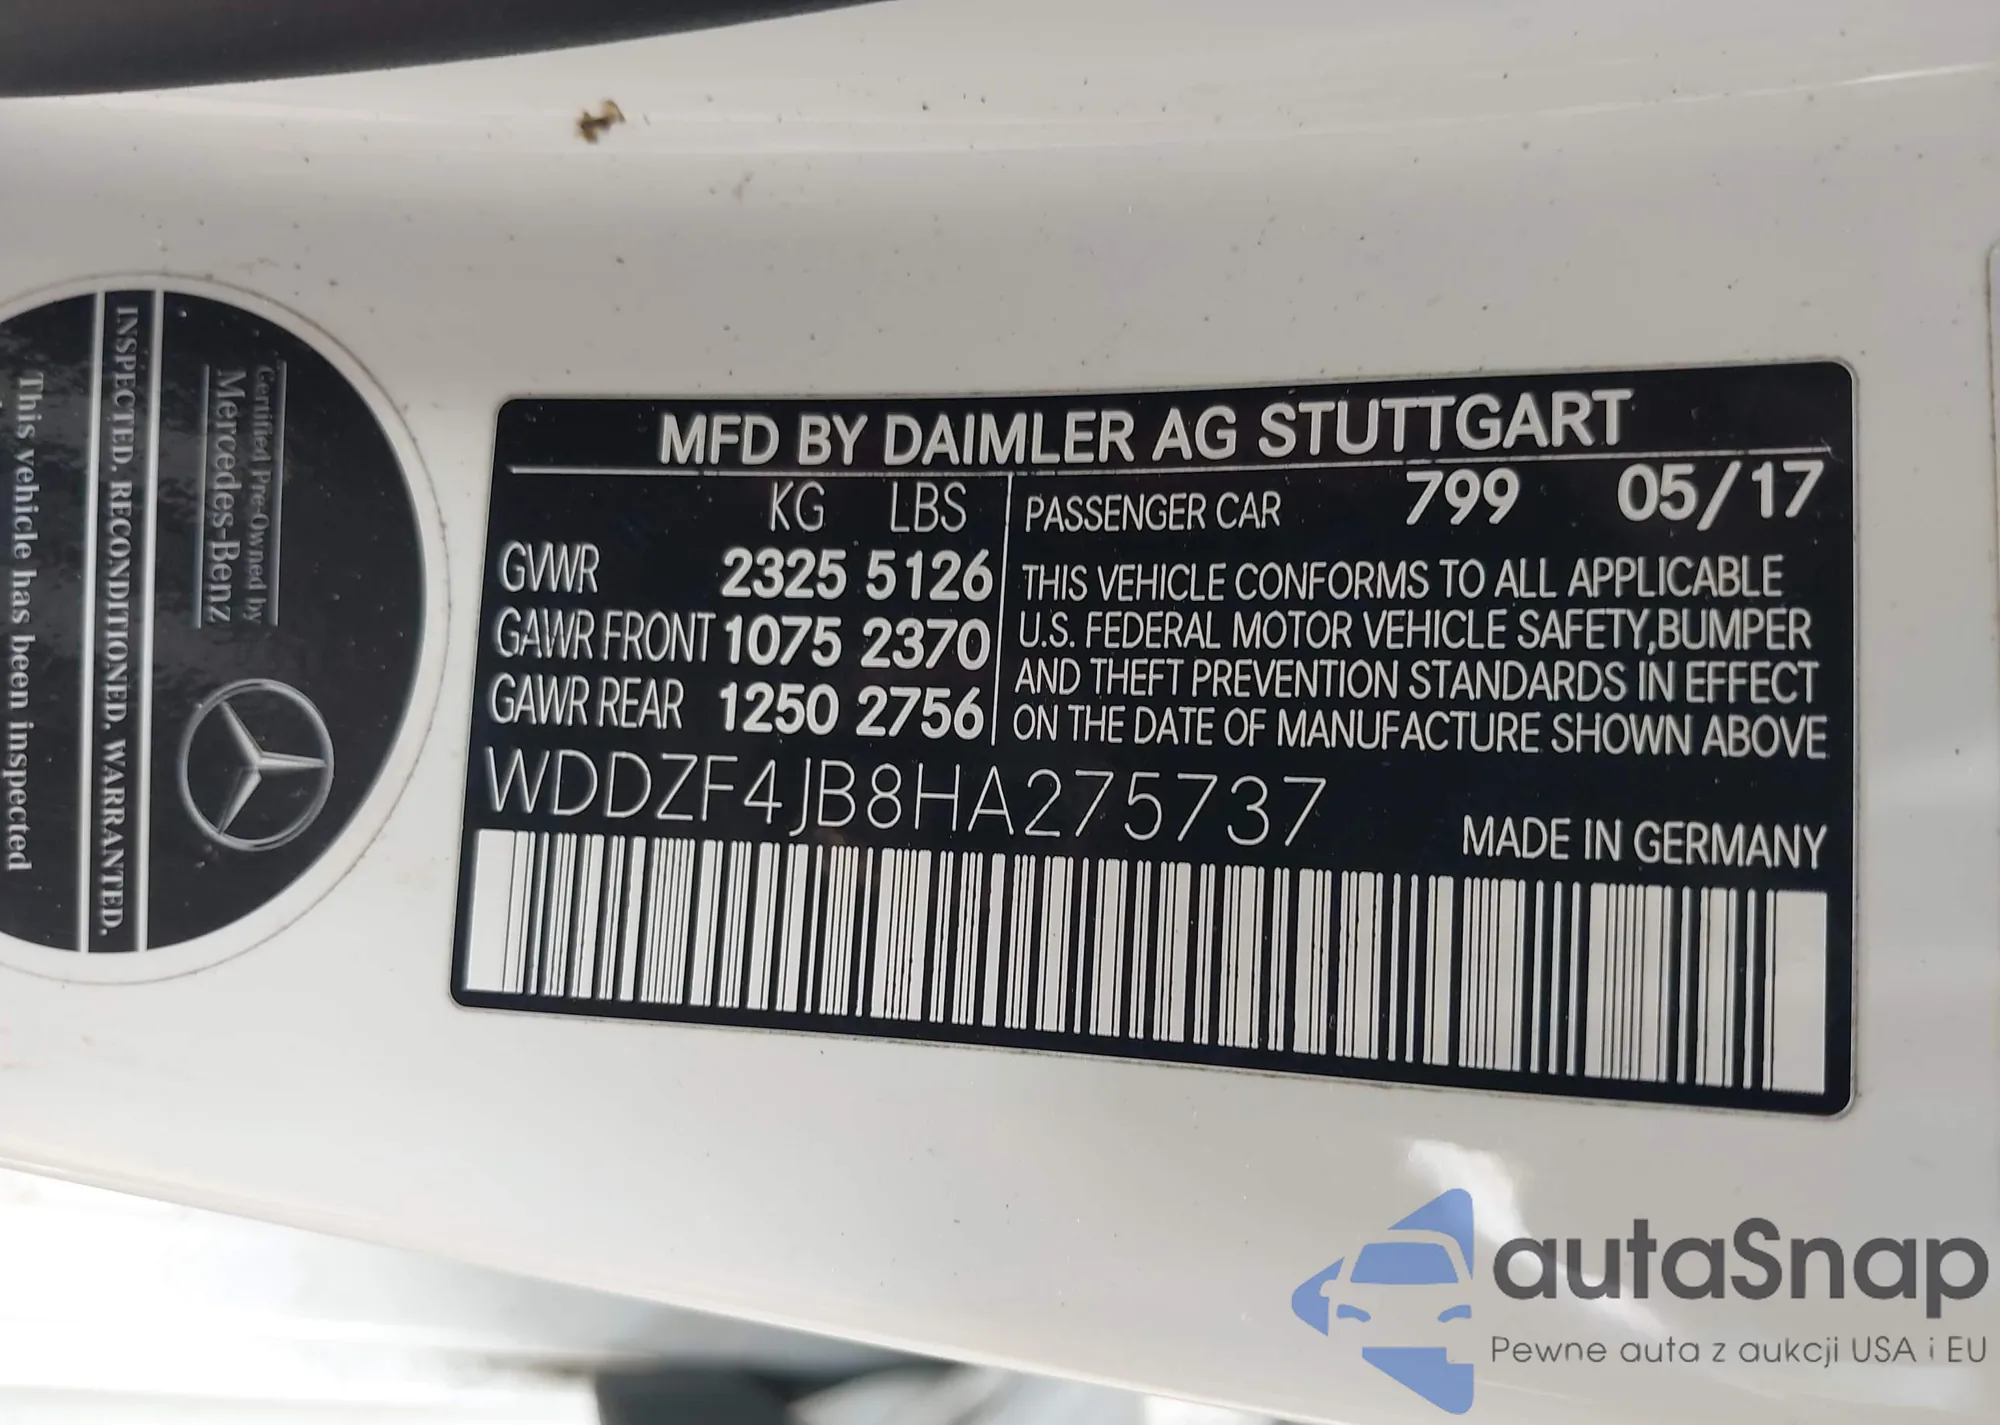 Certified Pre-Owned by
Mercedes-Benz
INSPECTED. RECONDITIONED. WARRANTED.
This vehicle has been inspected
MFD BY DAIMLER AG STUTTGART
KG LBS
GVWR 2325 5126
GAWR FRONT 1075 2370
GAWR REAR 1250 2756
PASSENGER CAR 799 05/17
THIS VEHICLE CONFORMS TO ALL APPLICABLE
U.S. FEDERAL MOTOR VEHICLE SAFETY,BUMPER
AND THEFT PREVENTION STANDARDS IN EFFECT
ON THE DATE OF MANUFACTURE SHOWN ABOVE
WDDZF4JB8HA275737
MADE IN GERMANY
autaSnap
Pewne auta z aukcji USA i EU